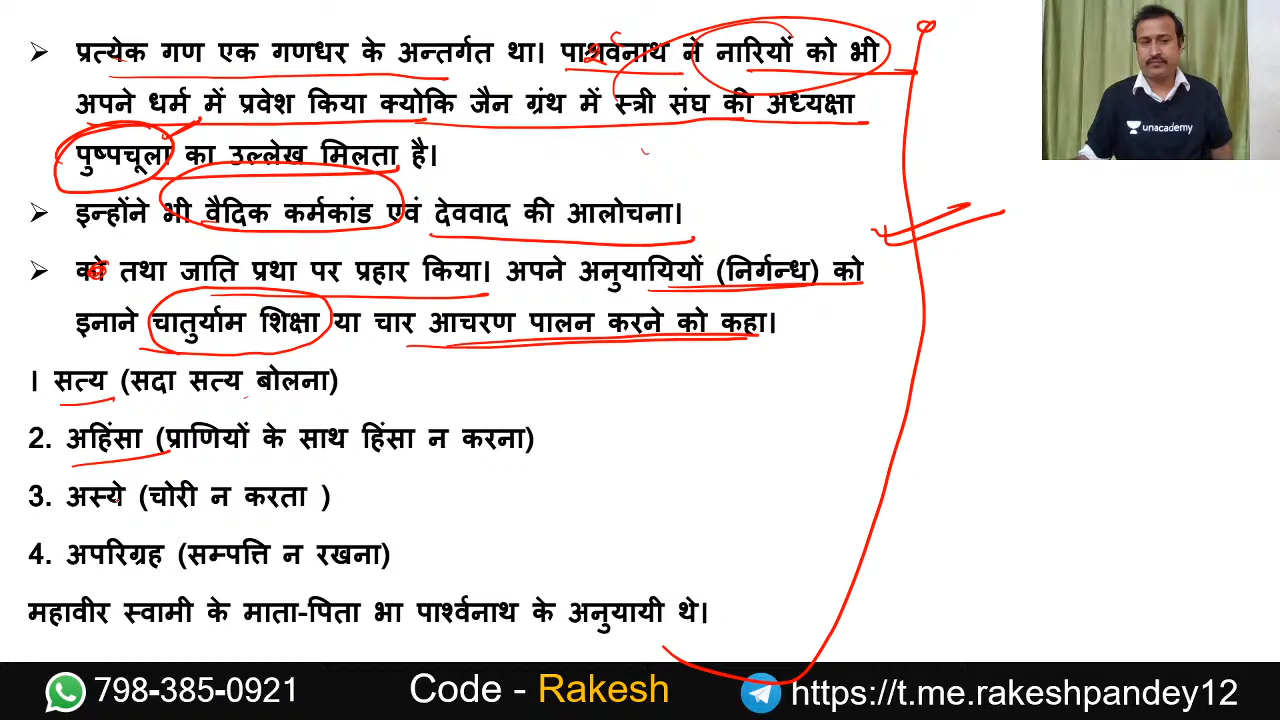 प्रत्येक गण एक गणधर के अन्तर्गत था। पार्श्वनाथ ने नारियों को भी
अपने धर्म में प्रवेश किया क्योकि जैन ग्रंथ में स्त्री संघ की अध्यक्षा
पुष्पचूला का उल्लेख मिलता है।
इन्होंने भी वैदिक कर्मकांड एवं देववाद की आलोचना।
तथा जाति प्रथा पर प्रहार किया। अपने अनुयायियों (निर्गन्ध) को
इनाने चातुर्याम शिक्षा या चार आचरण पालन करने को कहा।
। सत्य (सदा सत्य बोलना)
2. अहिंसा (प्राणियों के साथ हिंसा न करना)
3. अस्ये (चोरी न करता )
4. अपरिग्रह (सम्पत्ति न रखना)
महावीर स्वामी के माता-पिता भा पार्श्वनाथ के अनुयायी थे।
unacademy
798-385-0921
Code - Rakesh
https://t.me.rakeshpandey12